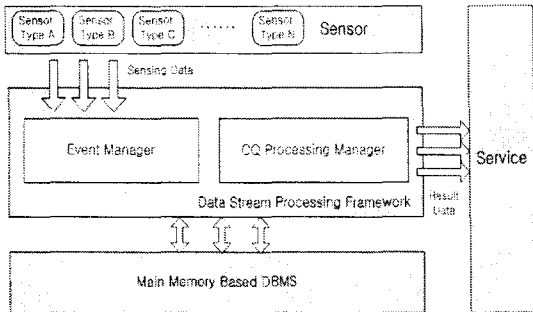 Sensor Type A
Sensor Type B
Sensor Type C
......
Sensor Type N
Sensor
Sensing Data
Event Manager
CQ Processing Manager
Data Stream Processing Framework
Service
Result Data
Main Memory Based DBMS